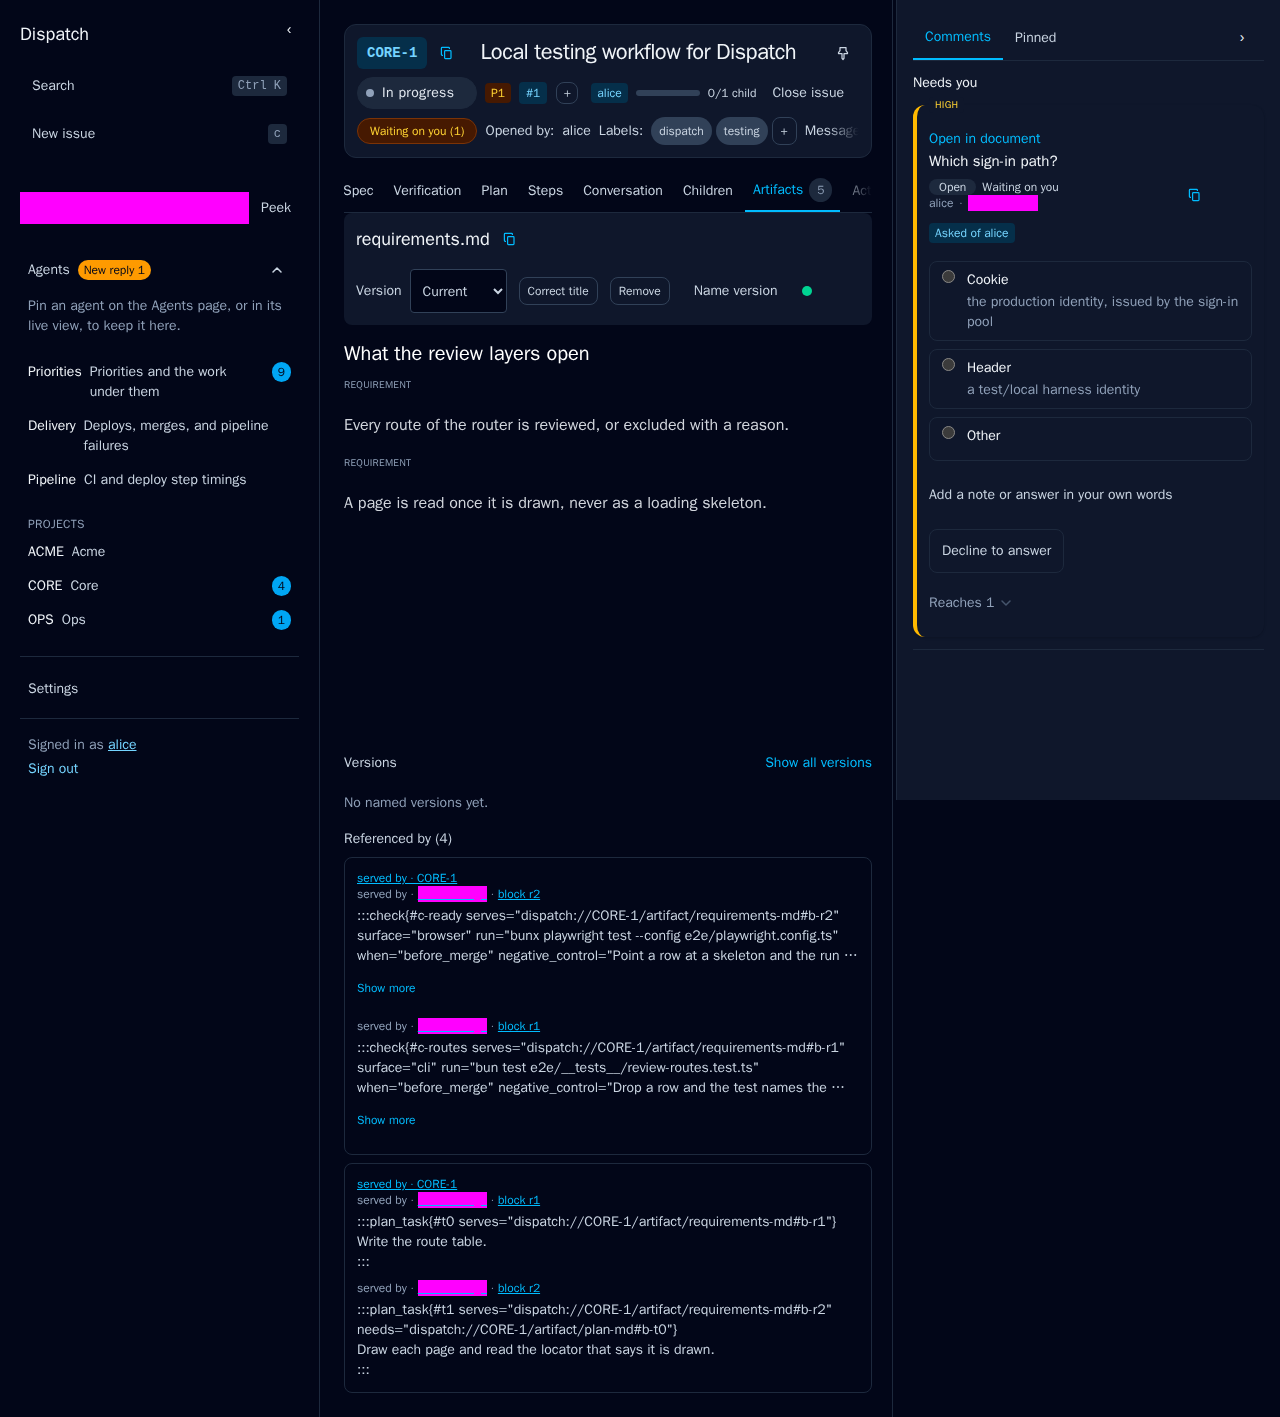 Dispatch
Search Ctrl K
New issue C
Peek
Agents New reply 1
Pin an agent on the Agents page, or in its
live view, to keep it here.
Priorities Priorities and the work
under them 9
Delivery Deploys, merges, and pipeline
failures
Pipeline CI and deploy step timings
PROJECTS
ACME Acme
CORE Core 4
OPS Ops 1
Settings
Signed in as alice
Sign out
CORE-1 Local testing workflow for Dispatch
In progress P1 #1 + alice 0/1 child Close issue
Waiting on you (1) Opened by: alice Labels: dispatch testing + Message
Spec Verification Plan Steps Conversation Children Artifacts 5 Act
requirements.md
Version Current Correct title Remove Name version
What the review layers open
REQUIREMENT
Every route of the router is reviewed, or excluded with a reason.
REQUIREMENT
A page is read once it is drawn, never as a loading skeleton.
Versions Show all versions
No named versions yet.
Referenced by (4)
served by · CORE-1
served by · · block r2
:::check{#c-ready serves="dispatch://CORE-1/artifact/requirements-md#b-r2"
surface="browser" run="bunx playwright test --config e2e/playwright.config.ts"
when="before_merge" negative_control="Point a row at a skeleton and the run ...
Show more
served by · · block r1
:::check{#c-routes serves="dispatch://CORE-1/artifact/requirements-md#b-r1"
surface="cli" run="bun test e2e/__tests__/review-routes.test.ts"
when="before_merge" negative_control="Drop a row and the test names the ...
Show more
served by · CORE-1
served by · · block r1
:::plan_task{#t0 serves="dispatch://CORE-1/artifact/requirements-md#b-r1"}
Write the route table.
:::
served by · · block r2
:::plan_task{#t1 serves="dispatch://CORE-1/artifact/requirements-md#b-r2"
needs="dispatch://CORE-1/artifact/plan-md#b-t0"}
Draw each page and read the locator that says it is drawn.
:::
Comments Pinned
Needs you
HIGH
Open in document
Which sign-in path?
Open Waiting on you
alice ·
Asked of alice
Cookie
the production identity, issued by the sign-in
pool
Header
a test/local harness identity
Other
Add a note or answer in your own words
Decline to answer
Reaches 1